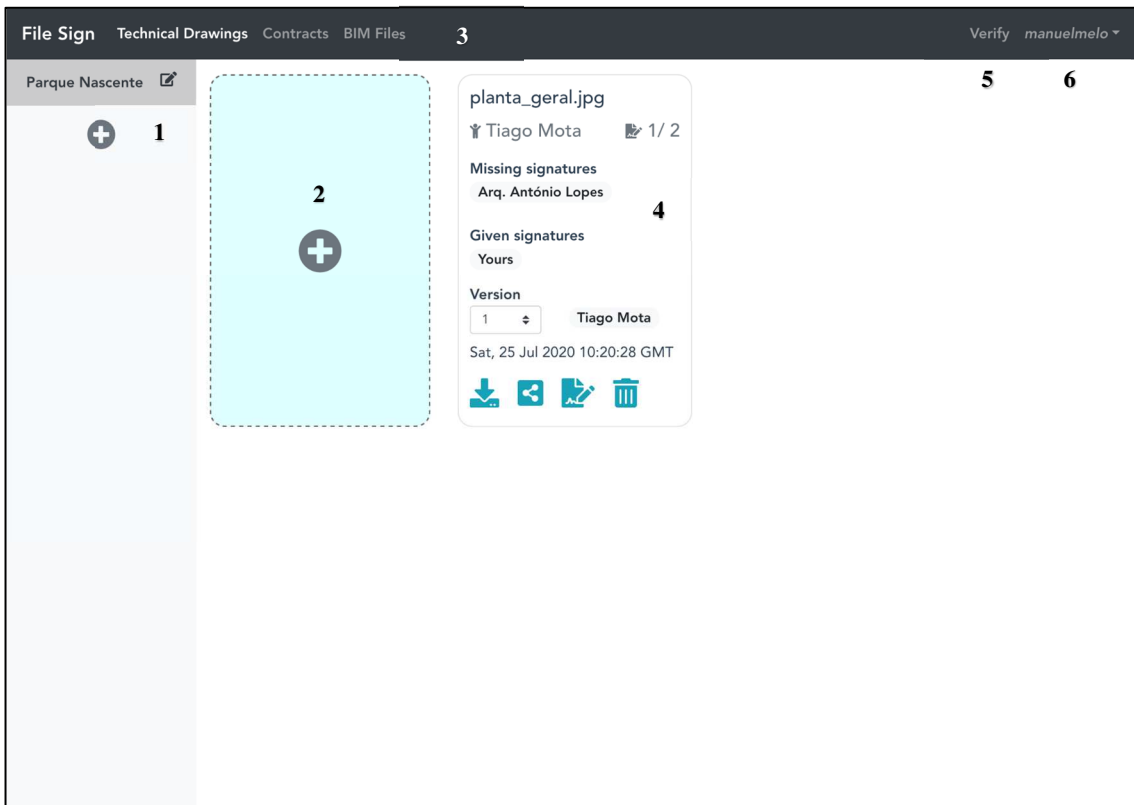 File Sign Technical Drawings Contracts BIM Files 3 Verify manuelmelo
Parque Nascente
1
2
planta_geral.jpg
Tiago Mota 1/ 2
Missing signatures
Arq. António Lopes
4
Given signatures
Yours
Version
1 Tiago Mota
Sat, 25 Jul 2020 10:20:28 GMT
5 6